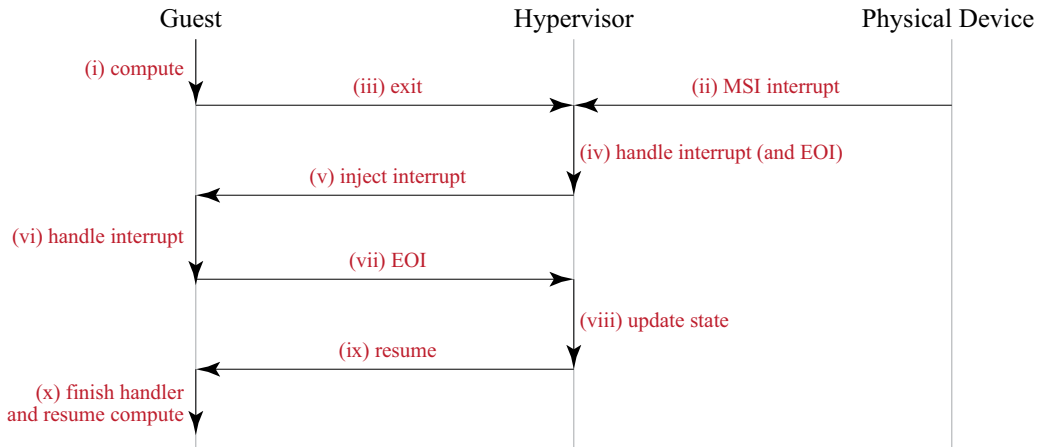 Guest
Hypervisor
Physical Device
(i) compute
(iii) exit
(ii) MSI interrupt
(iv) handle interrupt (and EOI)
(v) inject interrupt
(vi) handle interrupt
(vii) EOI
(viii) update state
(ix) resume
(x) finish handler
and resume compute